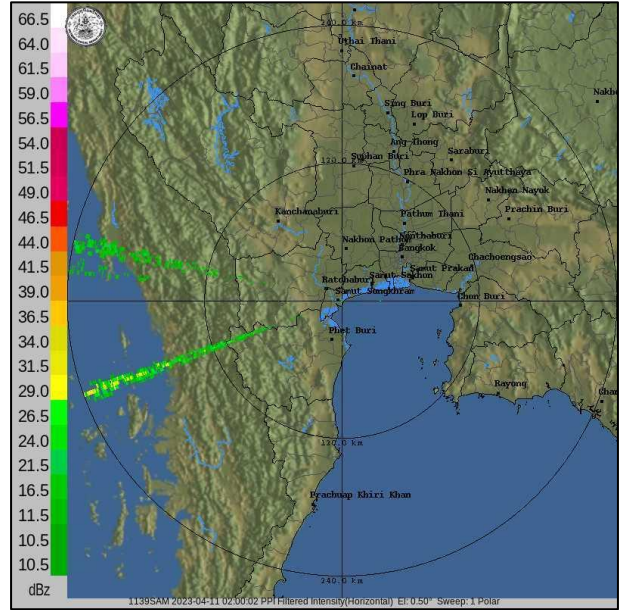 66.5
64.0
61.5
59.0
56.5
54.0
51.5
49.0
46.5
44.0
41.5
39.0
36.5
34.0
31.5
29.0
26.5
24.0
21.5
16.5
15.5
10.5
dBz
240.0 km
Uthai Thani
Chainat
Sing Buri
Lop Buri
Ang Thong
Saraburi
120.0 km
Suphan Buri
Phra Nakhon Si Ayutthaya
Nakhon Nayok
Prachin Buri
Kanchanaburi
Pathum Thani
Nonthaburi
Nakhon Pathom
Bangkok
Chachoengsao
Samut Prakan
Samut Sakhon
Ratchaburi
Samut Songkhram
Chon Buri
Phet Buri
Rayong
Chan
120.0 km
Prachuap Khiri Khan
240.0 km
1139SAM 2023-04-11 02:00:02 PPI Filtered Intensity(Horizontal) El: 0.50° Sweep: 1 Polar